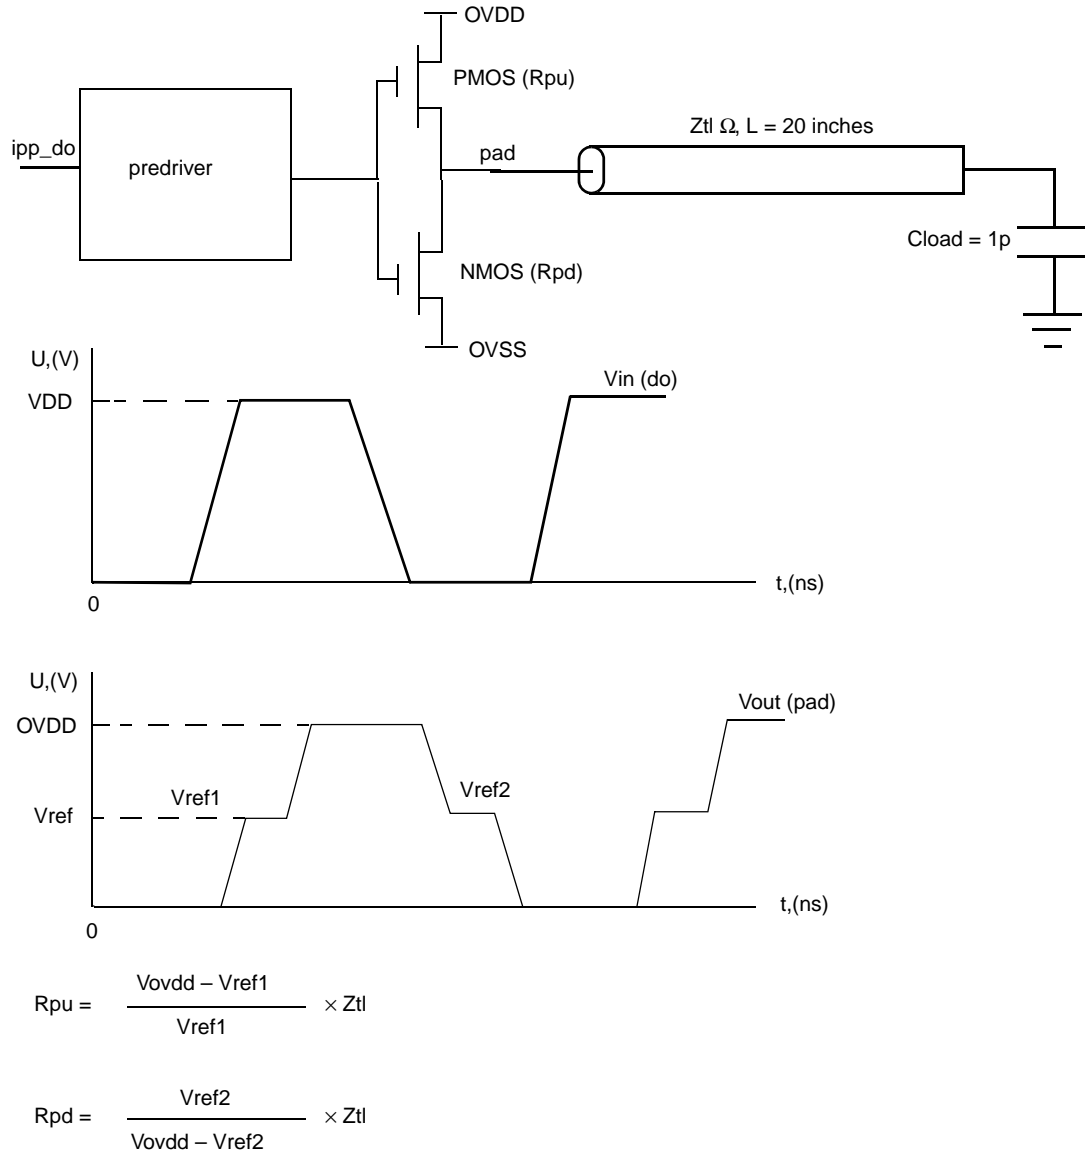 OVDD
PMOS (Rpu)
Ztl Ω, L = 20 inches
ipp_do
predriver
pad
Cload = 1p
NMOS (Rpd)
OVSS
U,(V)
VDD
Vin (do)
t,(ns)
0
U,(V)
OVDD
Vout (pad)
Vref1
Vref2
Vref
t,(ns)
0
Rpu = Vovdd – Vref1 × Ztl
Vref1
Rpd = Vref2 × Ztl
Vovdd – Vref2